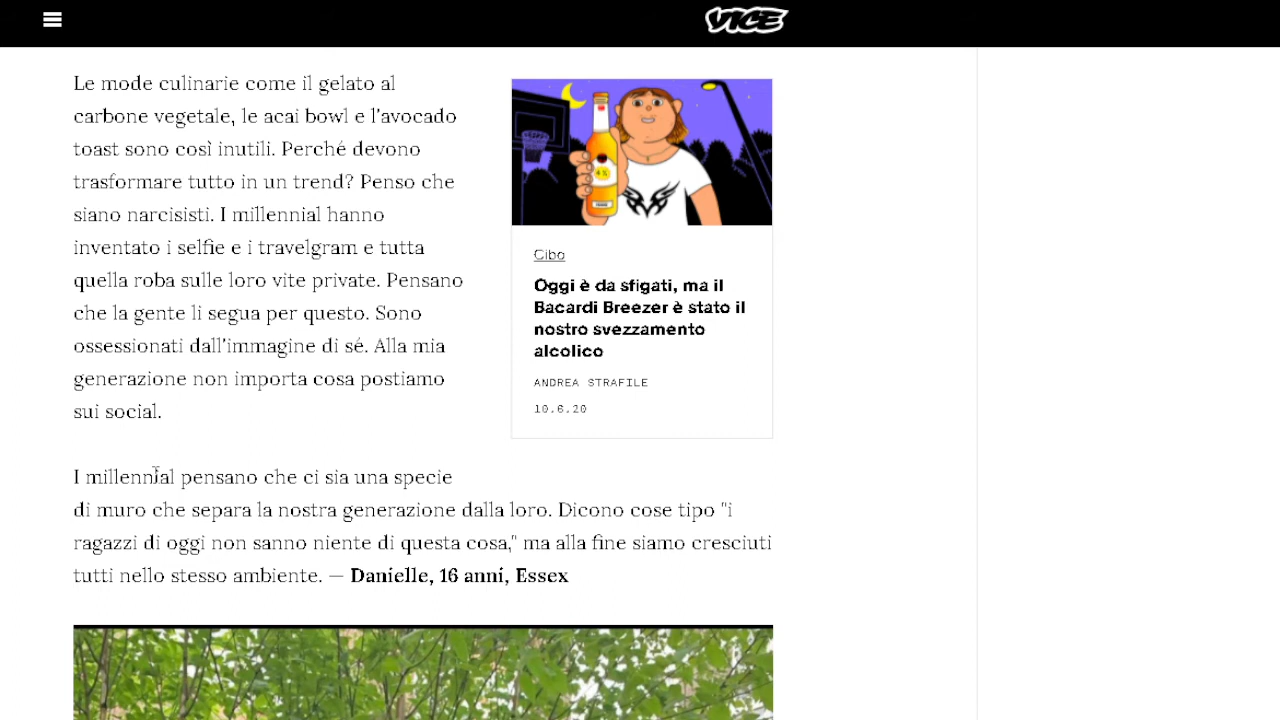 VICE
Le mode culinarie come il gelato al
carbone vegetale, le acai bowl e l'avocado
toast sono così inutili. Perché devono
trasformare tutto in un trend? Penso che
siano narcisisti. I millennial hanno
inventato i selfie e i travelgram e tutta
quella roba sulle loro vite private. Pensano
che la gente li segua per questo. Sono
ossessionati dall'immagine di sé. Alla mia
generazione non importa cosa postiamo
sui social.
Cibo
Oggi è da sfigati, ma il
Bacardi Breezer è stato il
nostro svezzamento
alcolico
ANDREA STRAFILE
10.6.20
I millennial pensano che ci sia una specie
di muro che separa la nostra generazione dalla loro. Dicono cose tipo "i
ragazzi di oggi non sanno niente di questa cosa," ma alla fine siamo cresciuti
tutti nello stesso ambiente. — Danielle, 16 anni, Essex